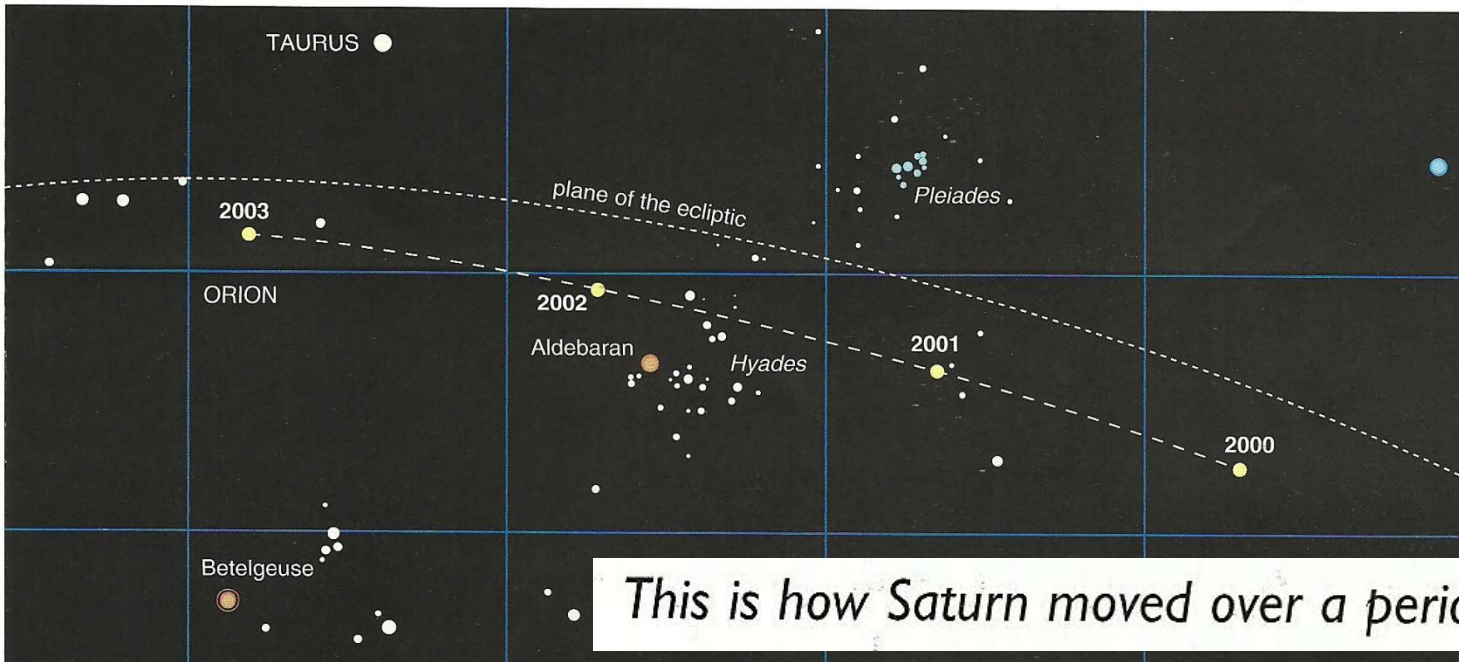 TAURUS
plane of the ecliptic
Pleiades
2003
ORION
2002
Aldebaran
Hyades
2001
2000
Betelgeuse
This is how Saturn moved over a